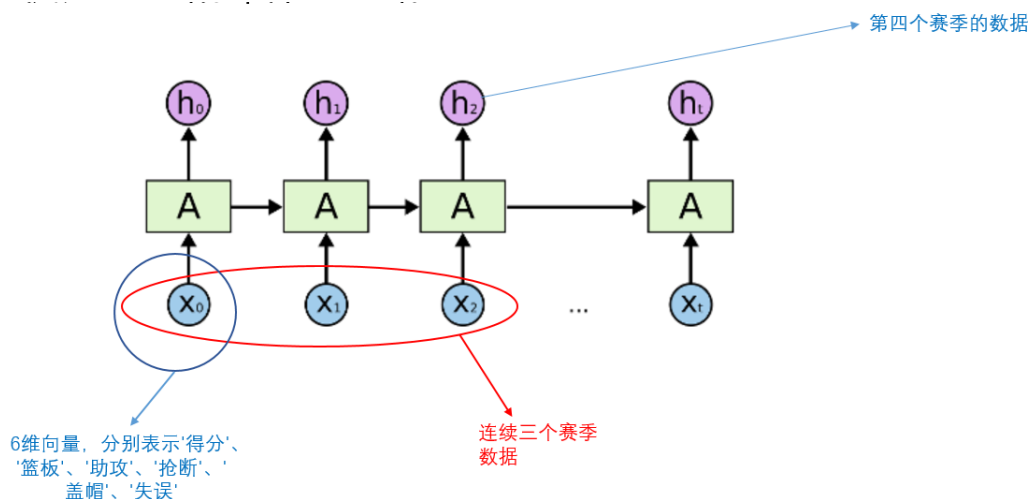 第四个赛季的数据
h₀ h₁ h₂ hₜ
A A A A
x₀ x₁ x₂ ... xₜ
6维向量，分别表示'得分'、
'篮板'、'助攻'、'抢断'、'
盖帽'、'失误'
连续三个赛季
数据